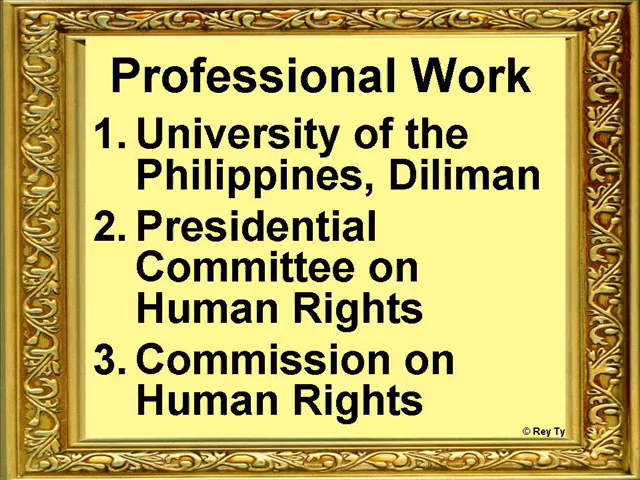 Professional Work
1. University of the
Philippines, Diliman
2. Presidential
Committee on
Human Rights
3. Commission on
Human Rights
© Rey Ty